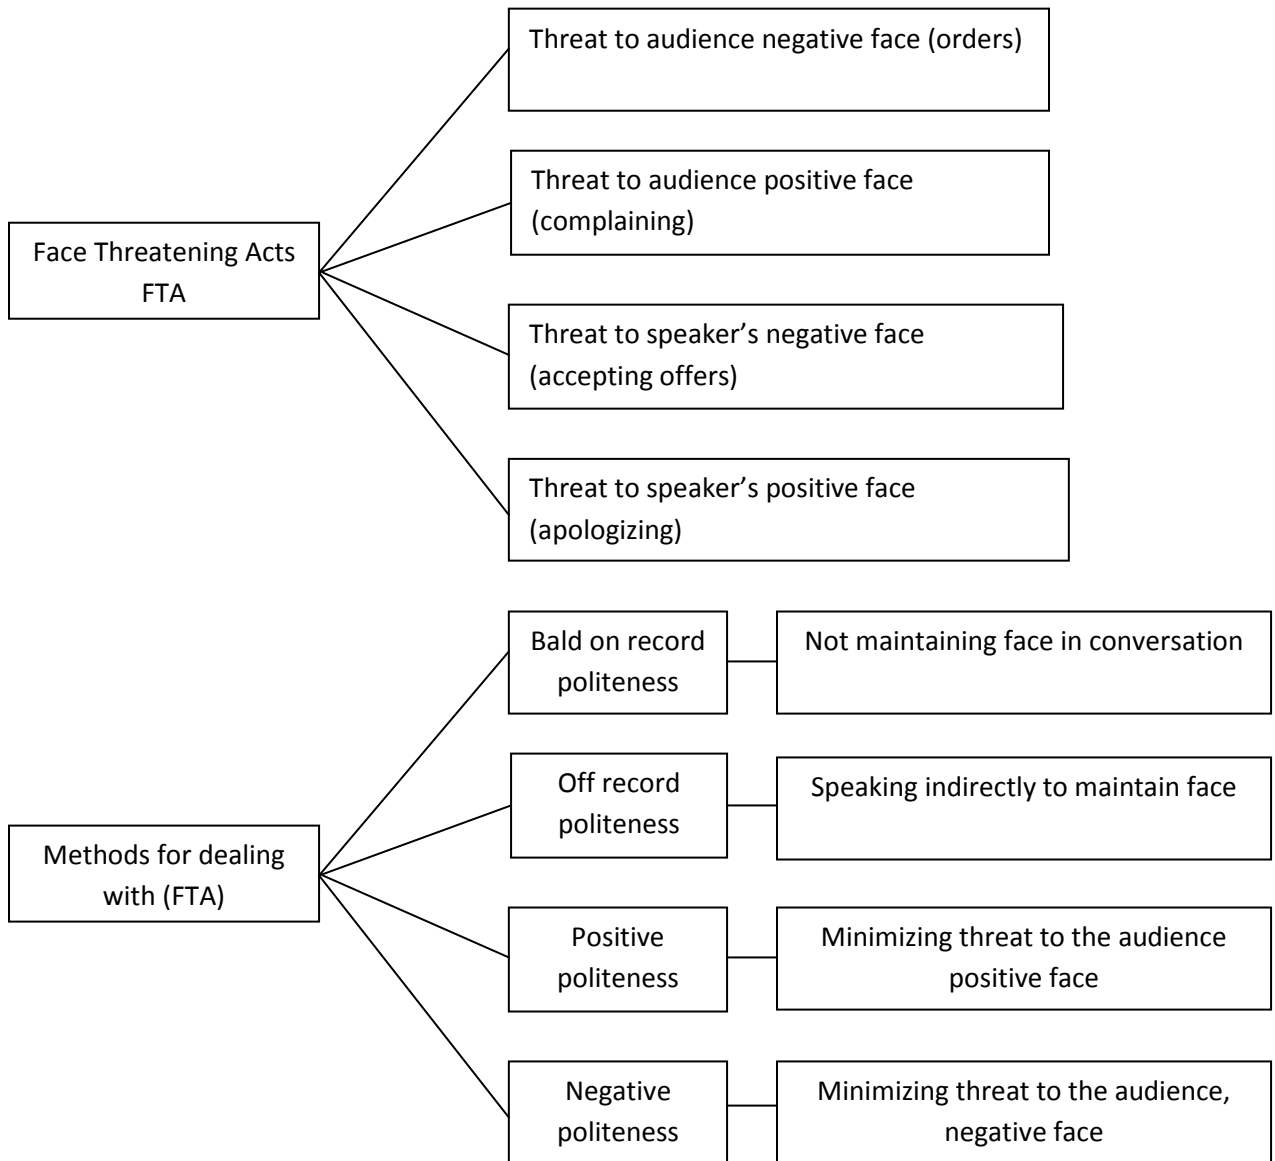 Threat to audience negative face (orders)
Threat to audience positive face
(complaining)
Face Threatening Acts
FTA
Threat to speaker’s negative face
(accepting offers)
Threat to speaker’s positive face
(apologizing)
Bald on record
politeness
Not maintaining face in conversation
Off record
politeness
Speaking indirectly to maintain face
Methods for dealing
with (FTA)
Positive
politeness
Minimizing threat to the audience
positive face
Negative
politeness
Minimizing threat to the audience,
negative face